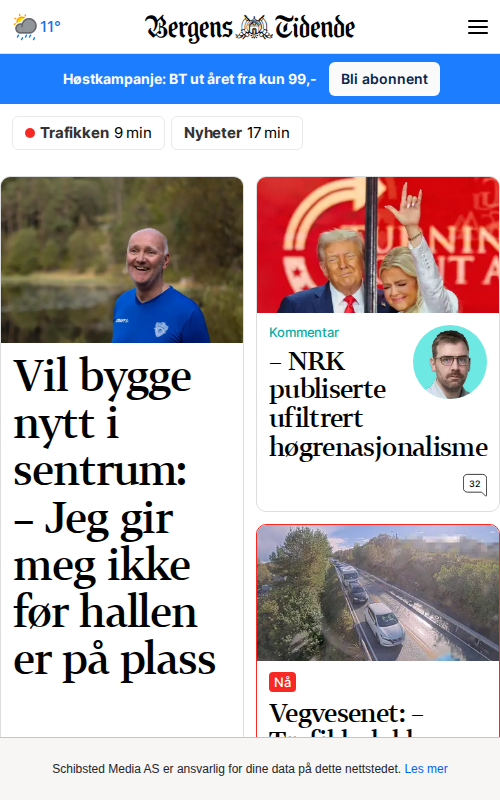 11°
Bergens Tidende
Høstkampanje: BT ut året fra kun 99,-
Bli abonnent
Trafikken 9 min
Nyheter 17 min
Vil bygge
nytt i
sentrum:
– Jeg gir
meg ikke
før hallen
er på plass
Kommentar
– NRK
publiserte
ufiltrert
høgrenasjonalisme
32
Nå
Vegvesenet: –
Schibsted Media AS er ansvarlig for dine data på dette nettstedet. Les mer